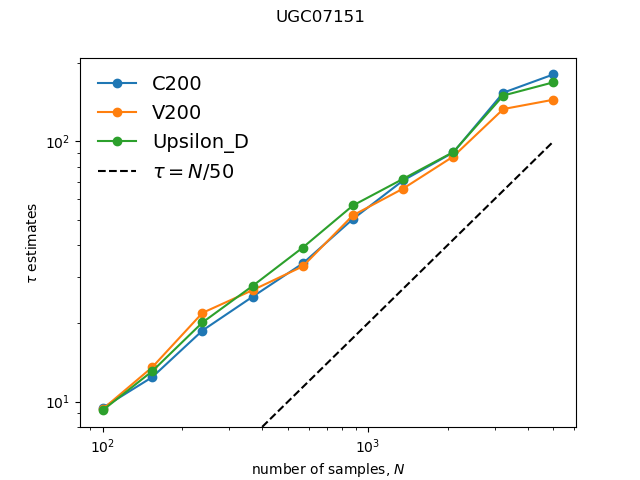 UGC07151
C200
V200
Upsilon_D
τ = N/50
10²
10¹
τ estimates
10² 10³
number of samples, N